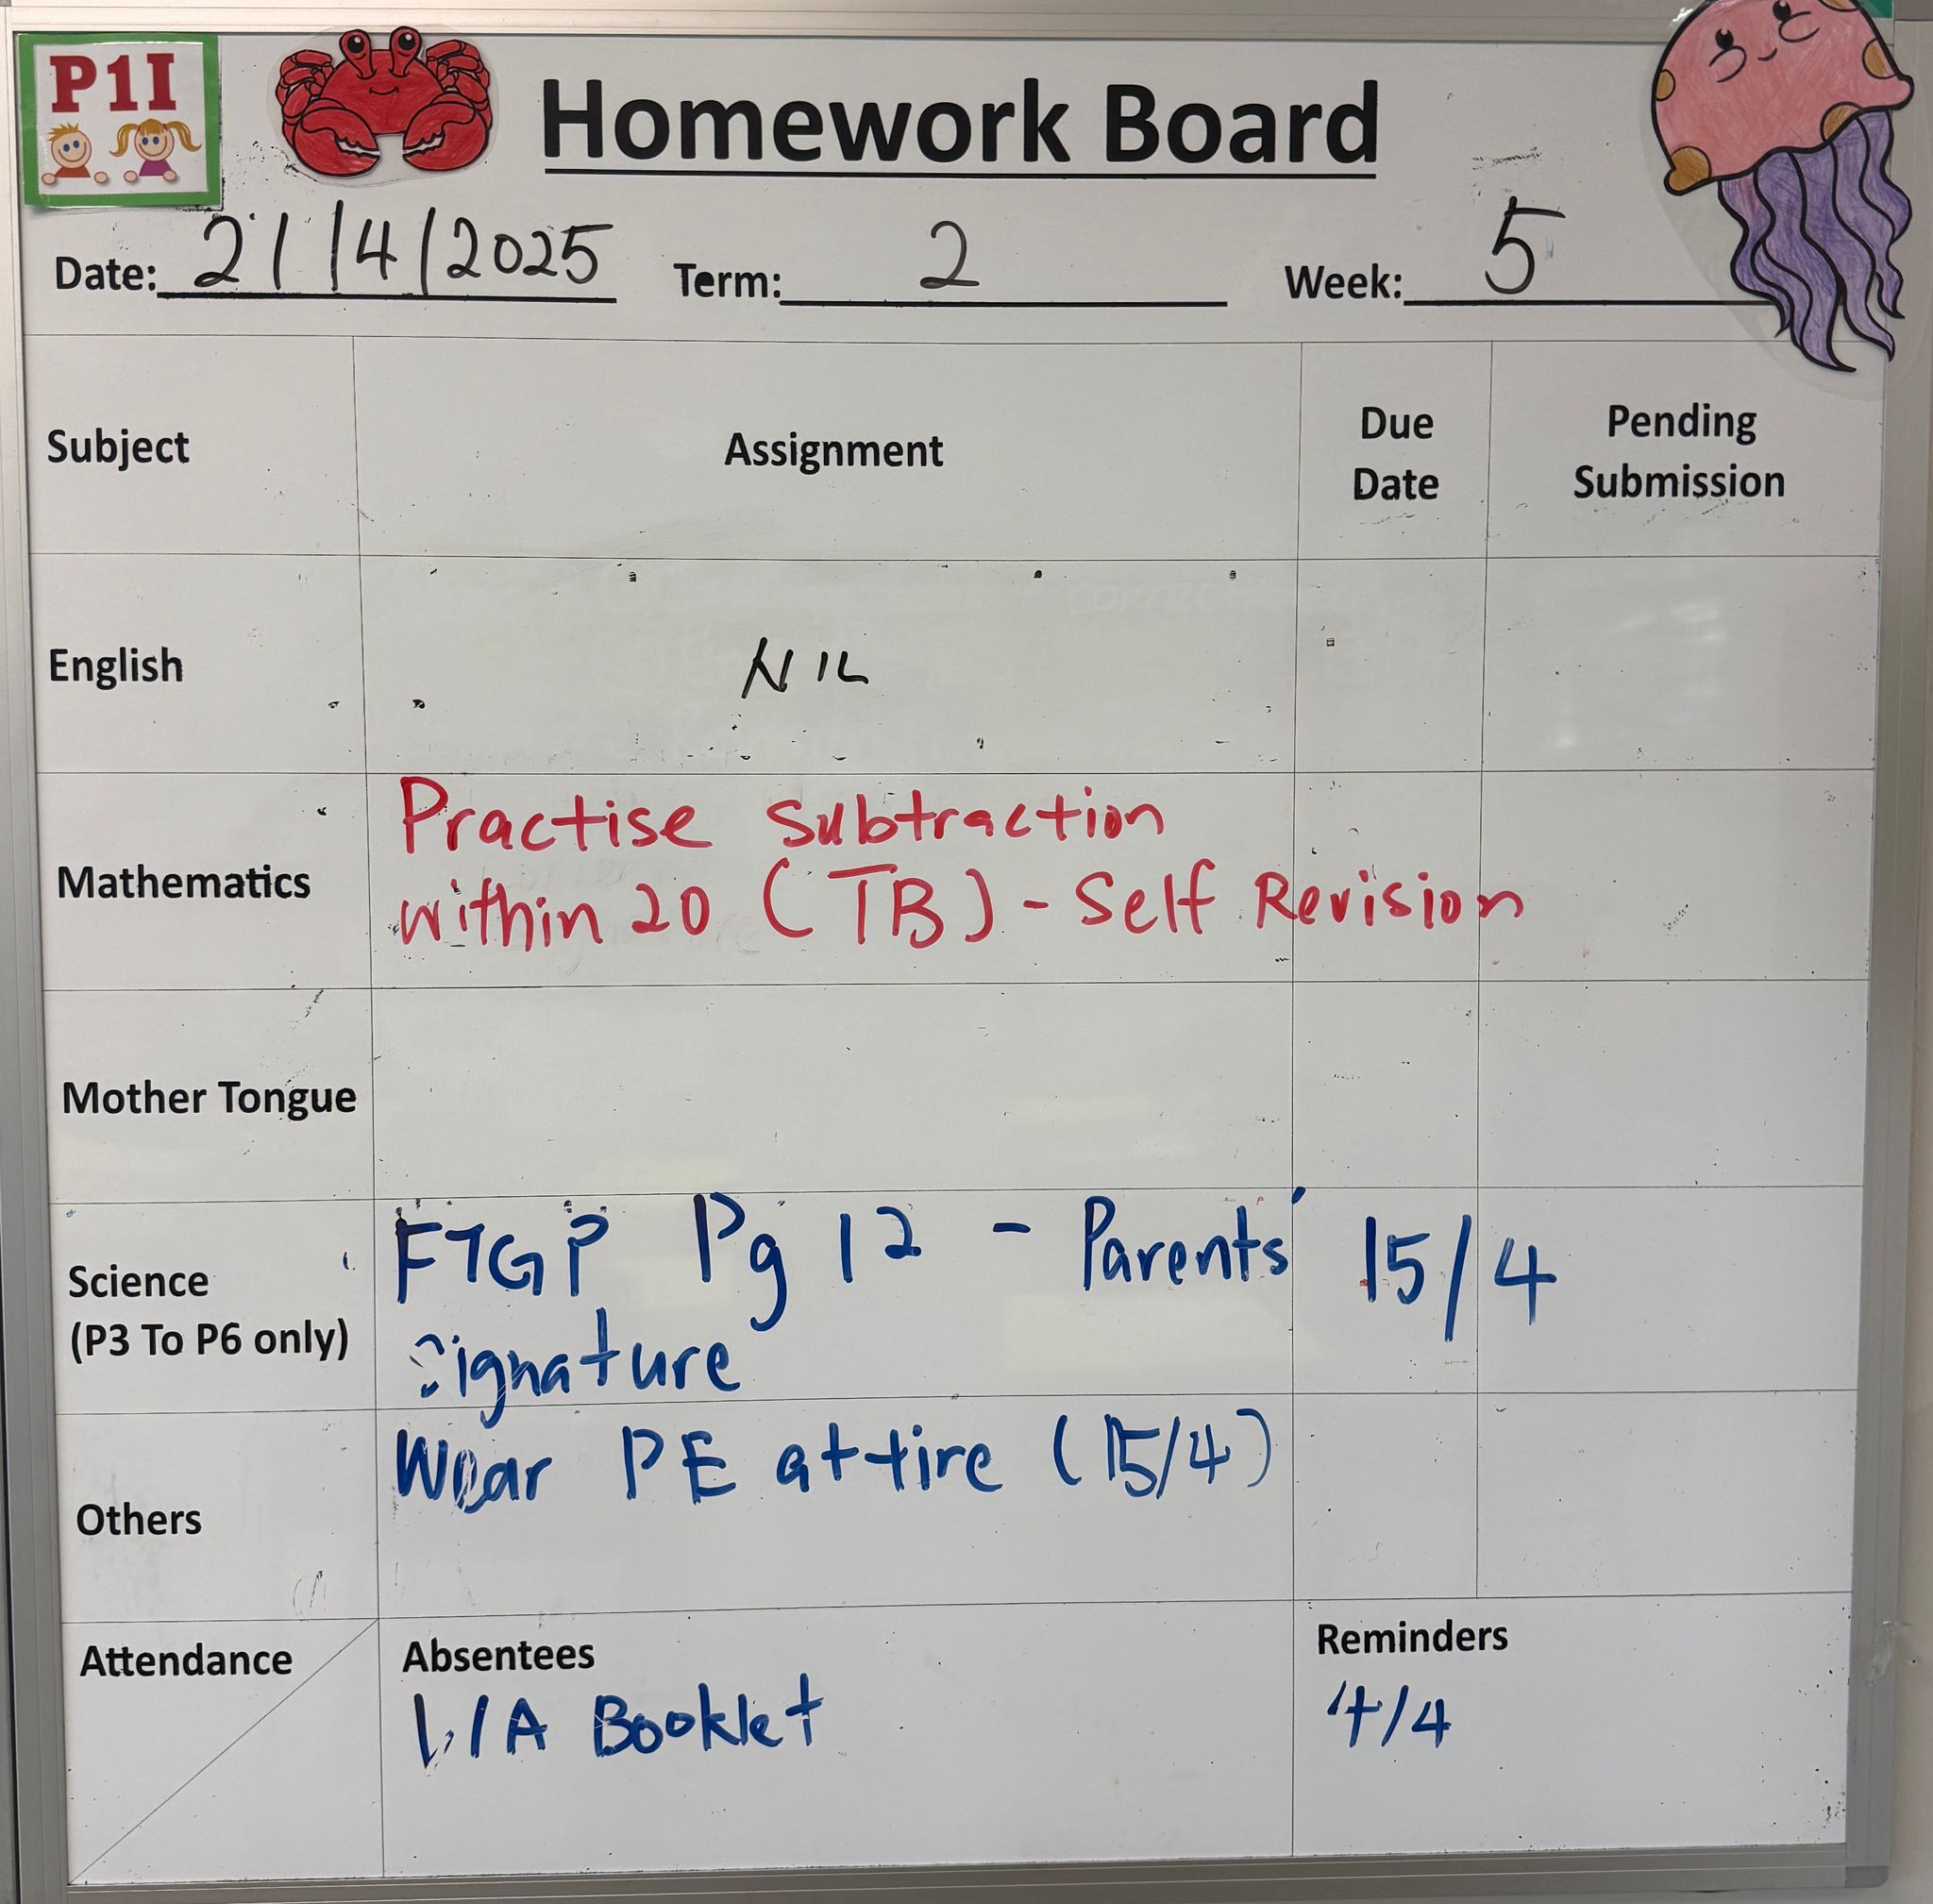 P1I
Homework Board
Date: 21/4/2025 Term: 2 Week: 5
Subject Assignment Due Date Pending Submission
English NIL
Mathematics Practise subtraction
within 20 (TB) - Self Revision
Mother Tongue
Science (P3 To P6 only) FTGP Pg 12 - Parents' 15/4
signature
Others Wear PE attire (15/4)
Attendance Absentees Reminders
Booklet